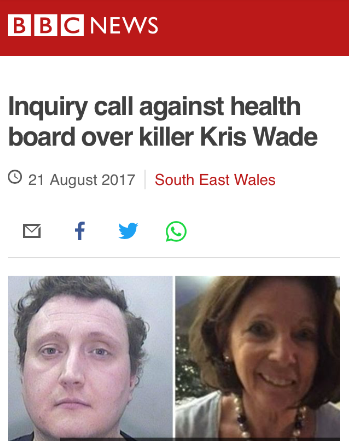 BBC NEWS
Inquiry call against health
board over killer Kris Wade
21 August 2017 South East Wales